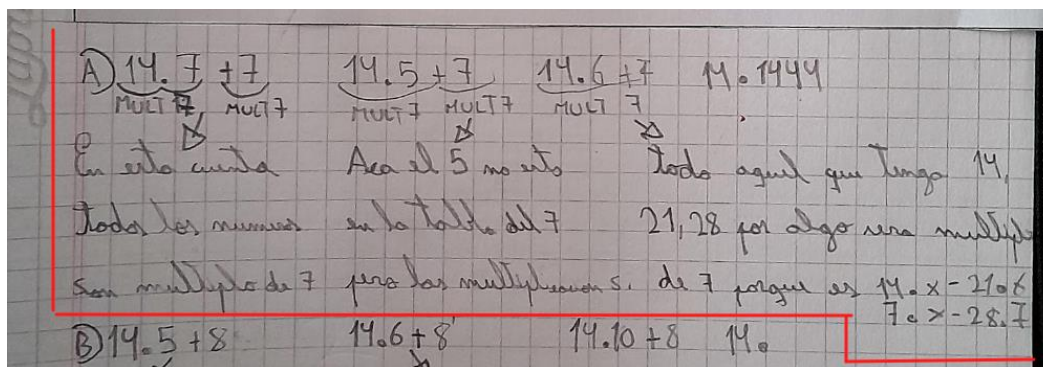 A) 14.7 + 7   14.5 + 7   14.6 + 7   14.1444
MULT 7   MULT 7   MULT 7   MULT 7   MULT 7
En esta cuenta   Aca el 5 no esta   todo aquel que tenga 14,
todos los numeros   en la tabla del 7   21, 28 por algo sera multiplo
son multiplo de 7   pero las multiplicacion si.   de 7 porque es 14.x - 21.x
7.x - 28.7
B) 14.5 + 8   14.6 + 8   14.10 + 8   14.